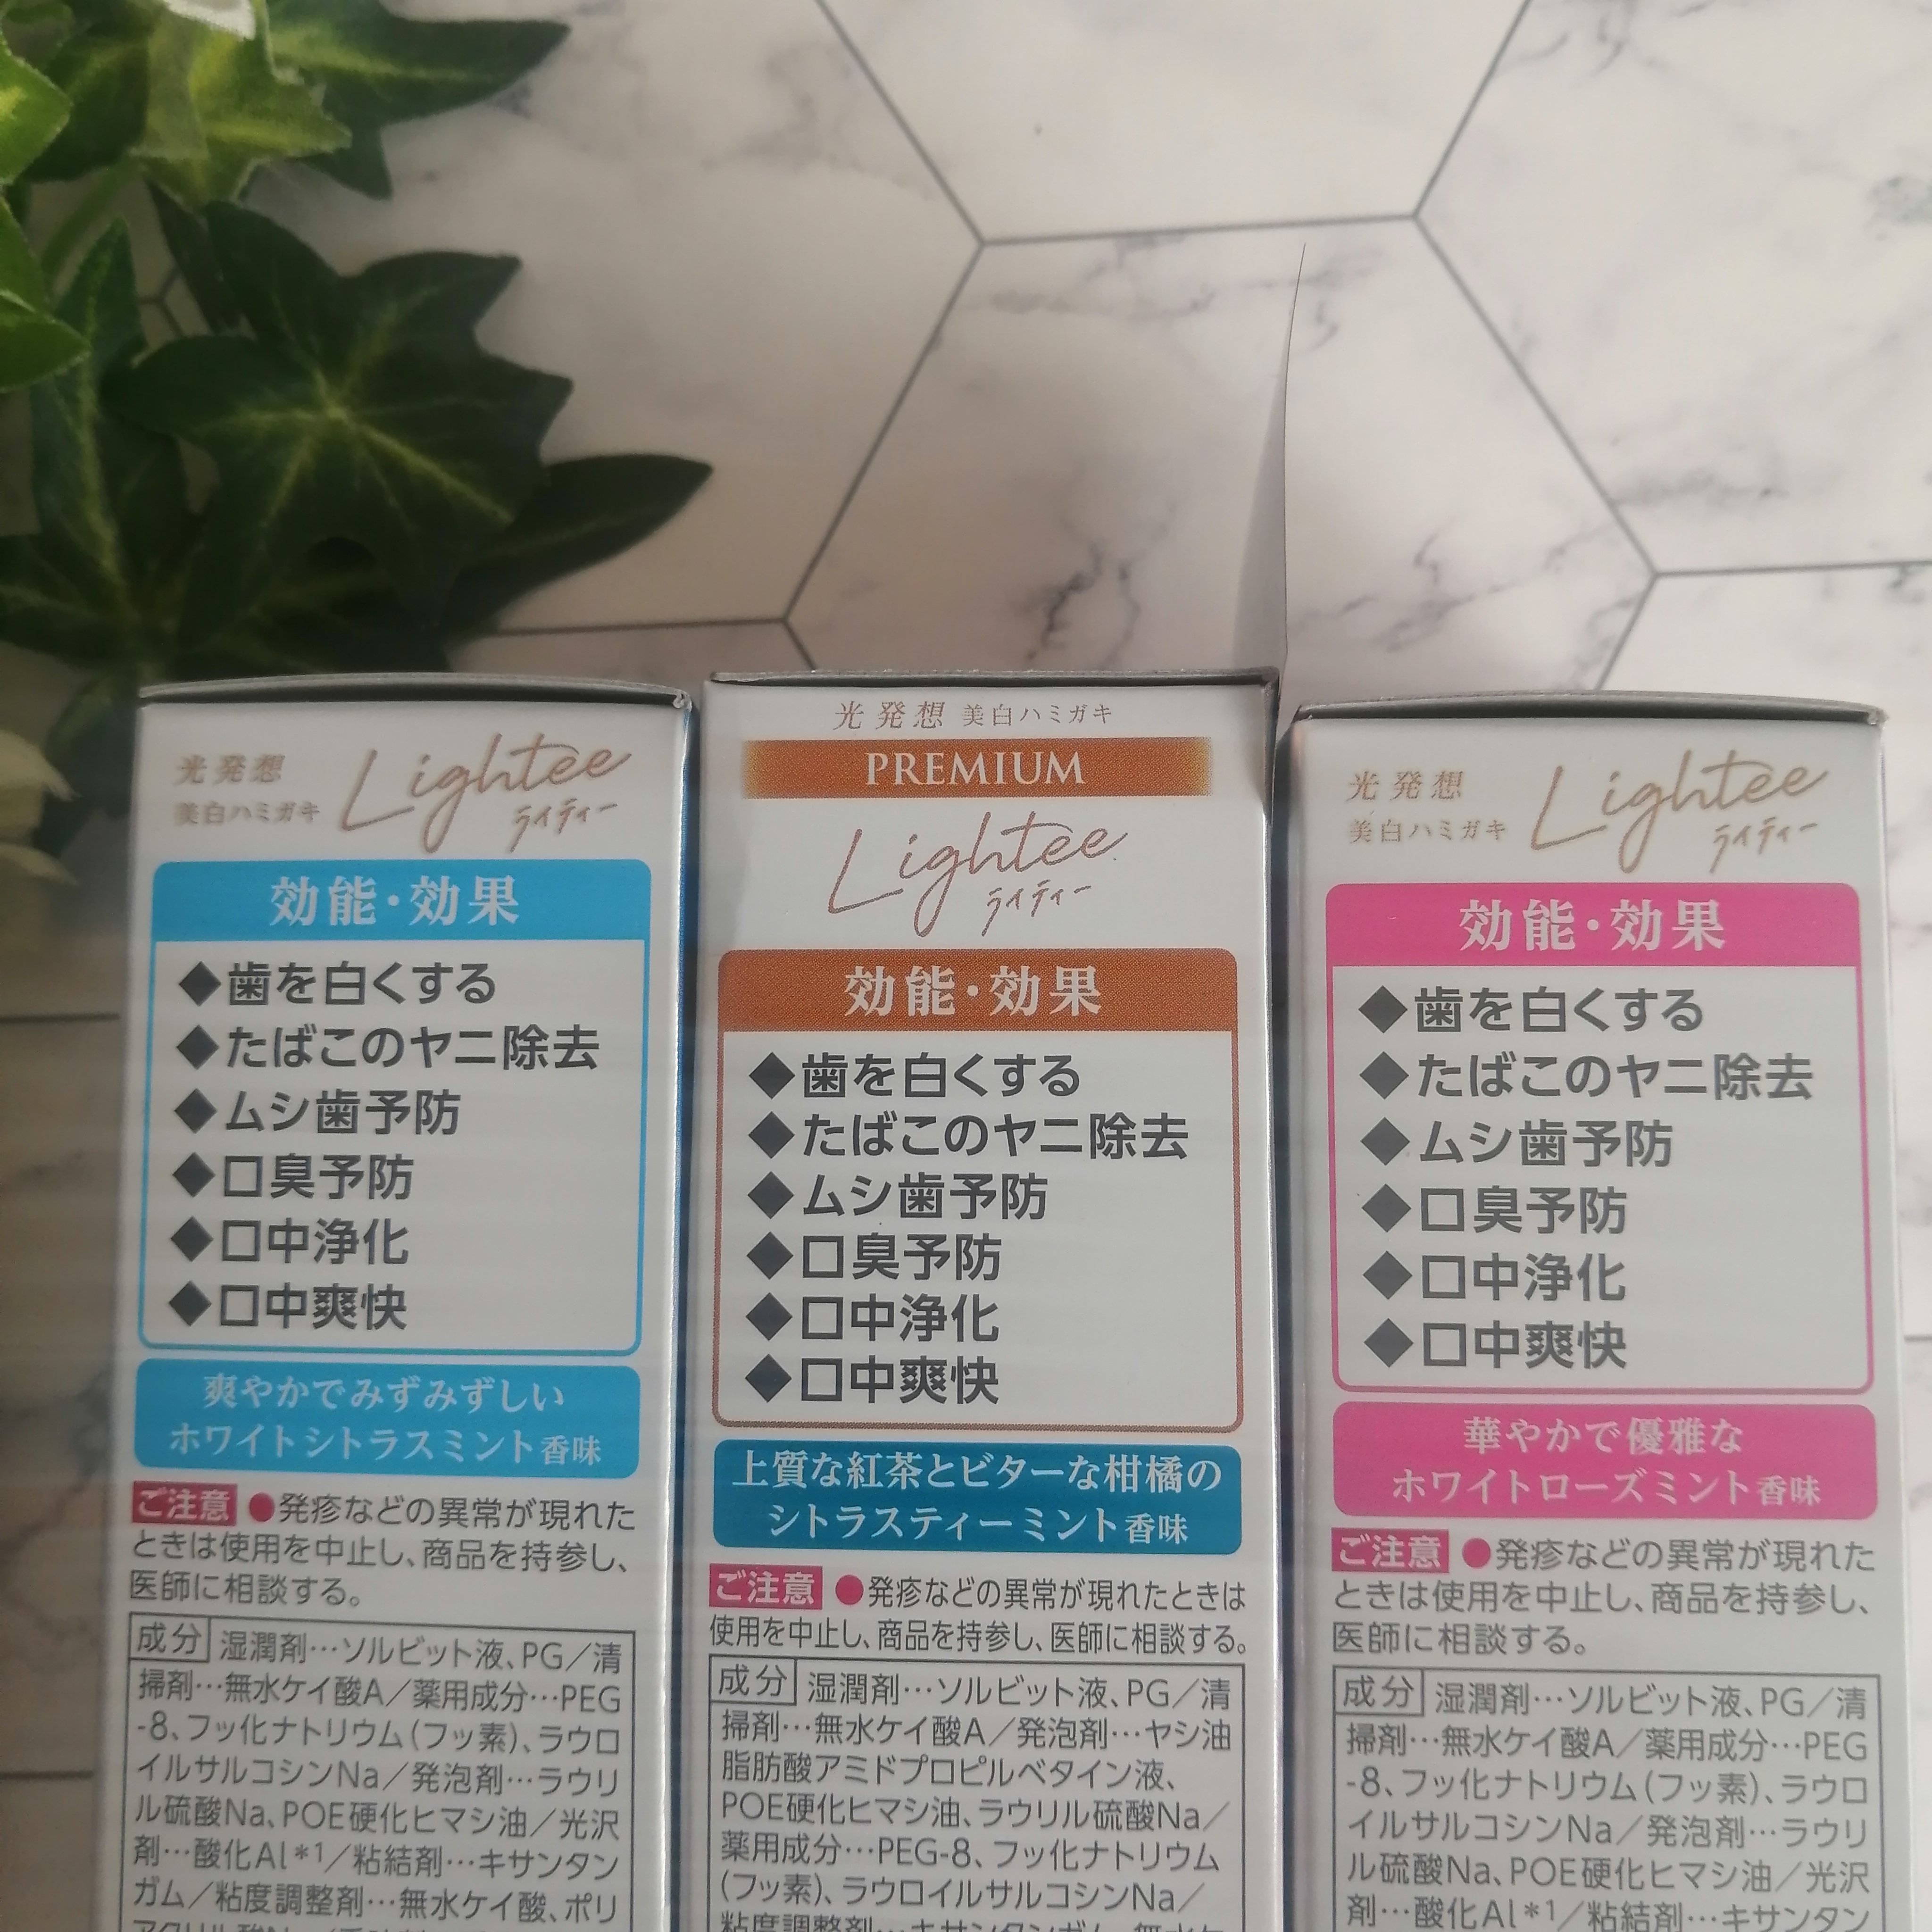 光発想
美白ハミガキ
Lightee
ライティー
効能・効果
◆歯を白くする
◆たばこのヤニ除去
◆ムシ歯予防
◆口臭予防
◆口中浄化
◆口中爽快
爽やかでみずみずしい
ホワイトシトラスミント香味
ご注意 ●発疹などの異常が現れた
ときは使用を中止し、商品を持参し、
医師に相談する。
成分 湿潤剤…ソルビット液、PG／清
掃剤…無水ケイ酸A／薬用成分…PEG
-8、フッ化ナトリウム(フッ素)、ラウロ
イルサルコシンNa／発泡剤…ラウリ
ル硫酸Na、POE硬化ヒマシ油／光沢
剤…酸化Al*1／粘結剤…キサンタン
ガム／粘度調整剤…無水ケイ酸、ポリ
光発想 美白ハミガキ
PREMIUM
Lightee
ライティー
効能・効果
◆歯を白くする
◆たばこのヤニ除去
◆ムシ歯予防
◆口臭予防
◆口中浄化
◆口中爽快
上質な紅茶とビターな柑橘の
シトラスティーミント香味
ご注意 ●発疹などの異常が現れたときは
使用を中止し、商品を持参し、医師に相談する。
成分 湿潤剤…ソルビット液、PG／清
掃剤…無水ケイ酸A／発泡剤…ヤシ油
脂肪酸アミドプロピルベタイン液、
POE硬化ヒマシ油、ラウリル硫酸Na／
薬用成分…PEG-8、フッ化ナトリウム
(フッ素)、ラウロイルサルコシンNa／
光発想
美白ハミガキ
Lightee
ライティー
効能・効果
◆歯を白くする
◆たばこのヤニ除去
◆ムシ歯予防
◆口臭予防
◆口中浄化
◆口中爽快
華やかで優雅な
ホワイトローズミント香味
ご注意 ●発疹などの異常が現れた
ときは使用を中止し、商品を持参し、
医師に相談する。
成分 湿潤剤…ソルビット液、PG／清
掃剤…無水ケイ酸A／薬用成分…PEG
-8、フッ化ナトリウム(フッ素)、ラウロ
イルサルコシンNa／発泡剤…ラウリ
ル硫酸Na、POE硬化ヒマシ油／光沢
剤…酸化Al*1／粘結剤…キサンタン